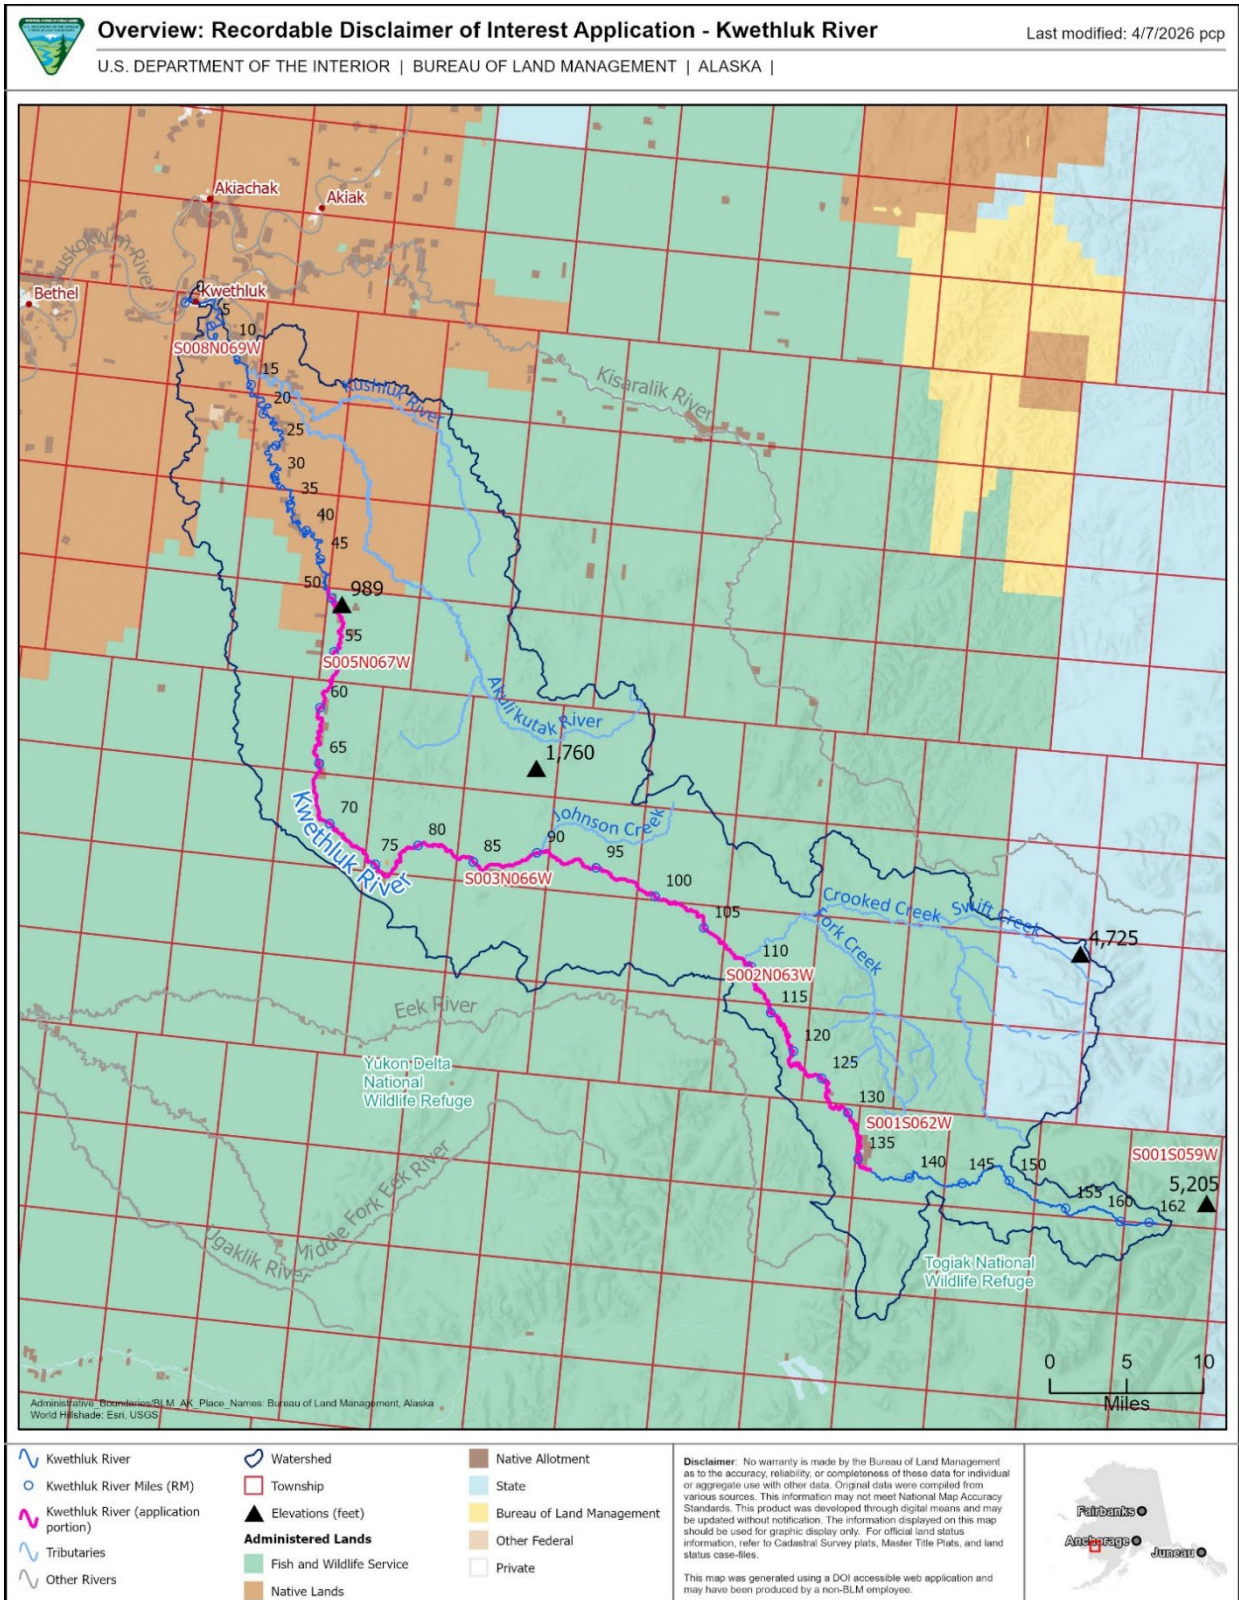 Overview: Recordable Disclaimer of Interest Application - Kwethluk River
Last modified: 4/7/2026 pcp
U.S. DEPARTMENT OF THE INTERIOR | BUREAU OF LAND MANAGEMENT | ALASKA |
Akiachak
Akiak
Bethel
Kwethluk
0
5
10
S008N069W
15
20
25
30
35
40
45
50
989
55
S005N067W
60
65
70
75
80
85
90
95
100
105
110
115
120
125
130
135
140
145
150
155
160
162
Kushluk River
Kisaralik River
Akulikutak River
1,760
Johnson Creek
Kwethluk River
S003N066W
Crooked Creek
Swift Creek
Fork Creek
4,725
S002N063W
Eek River
Yukon Delta
National
Wildlife Refuge
S001S062W
S001S059W
5,205
Middle Fork Eek River
Ugaklik River
Togiak National
Wildlife Refuge
0 5 10
Miles
Administrative_Bounderies/BLM_AK_Place_Names: Bureau of Land Management, Alaska
World Hillshade: Esri, USGS
Kwethluk River
Kwethluk River Miles (RM)
Kwethluk River (application
portion)
Tributaries
Other Rivers
Watershed
Township
Elevations (feet)
Administered Lands
Fish and Wildlife Service
Native Lands
Native Allotment
State
Bureau of Land Management
Other Federal
Private
Disclaimer: No warranty is made by the Bureau of Land Management
as to the accuracy, reliability, or completeness of these data for individual
or aggregate use with other data. Original data were compiled from
various sources. This information may not meet National Map Accuracy
Standards. This product was developed through digital means and may
be updated without notification. The information displayed on this map
should be used for graphic display only. For official land status
information, refer to Cadastral Survey plats, Master Title Plats, and land
status case-files.
This map was generated using a DOI accessible web application and
may have been produced by a non-BLM employee.
Fairbanks
Anchorage
Juneau